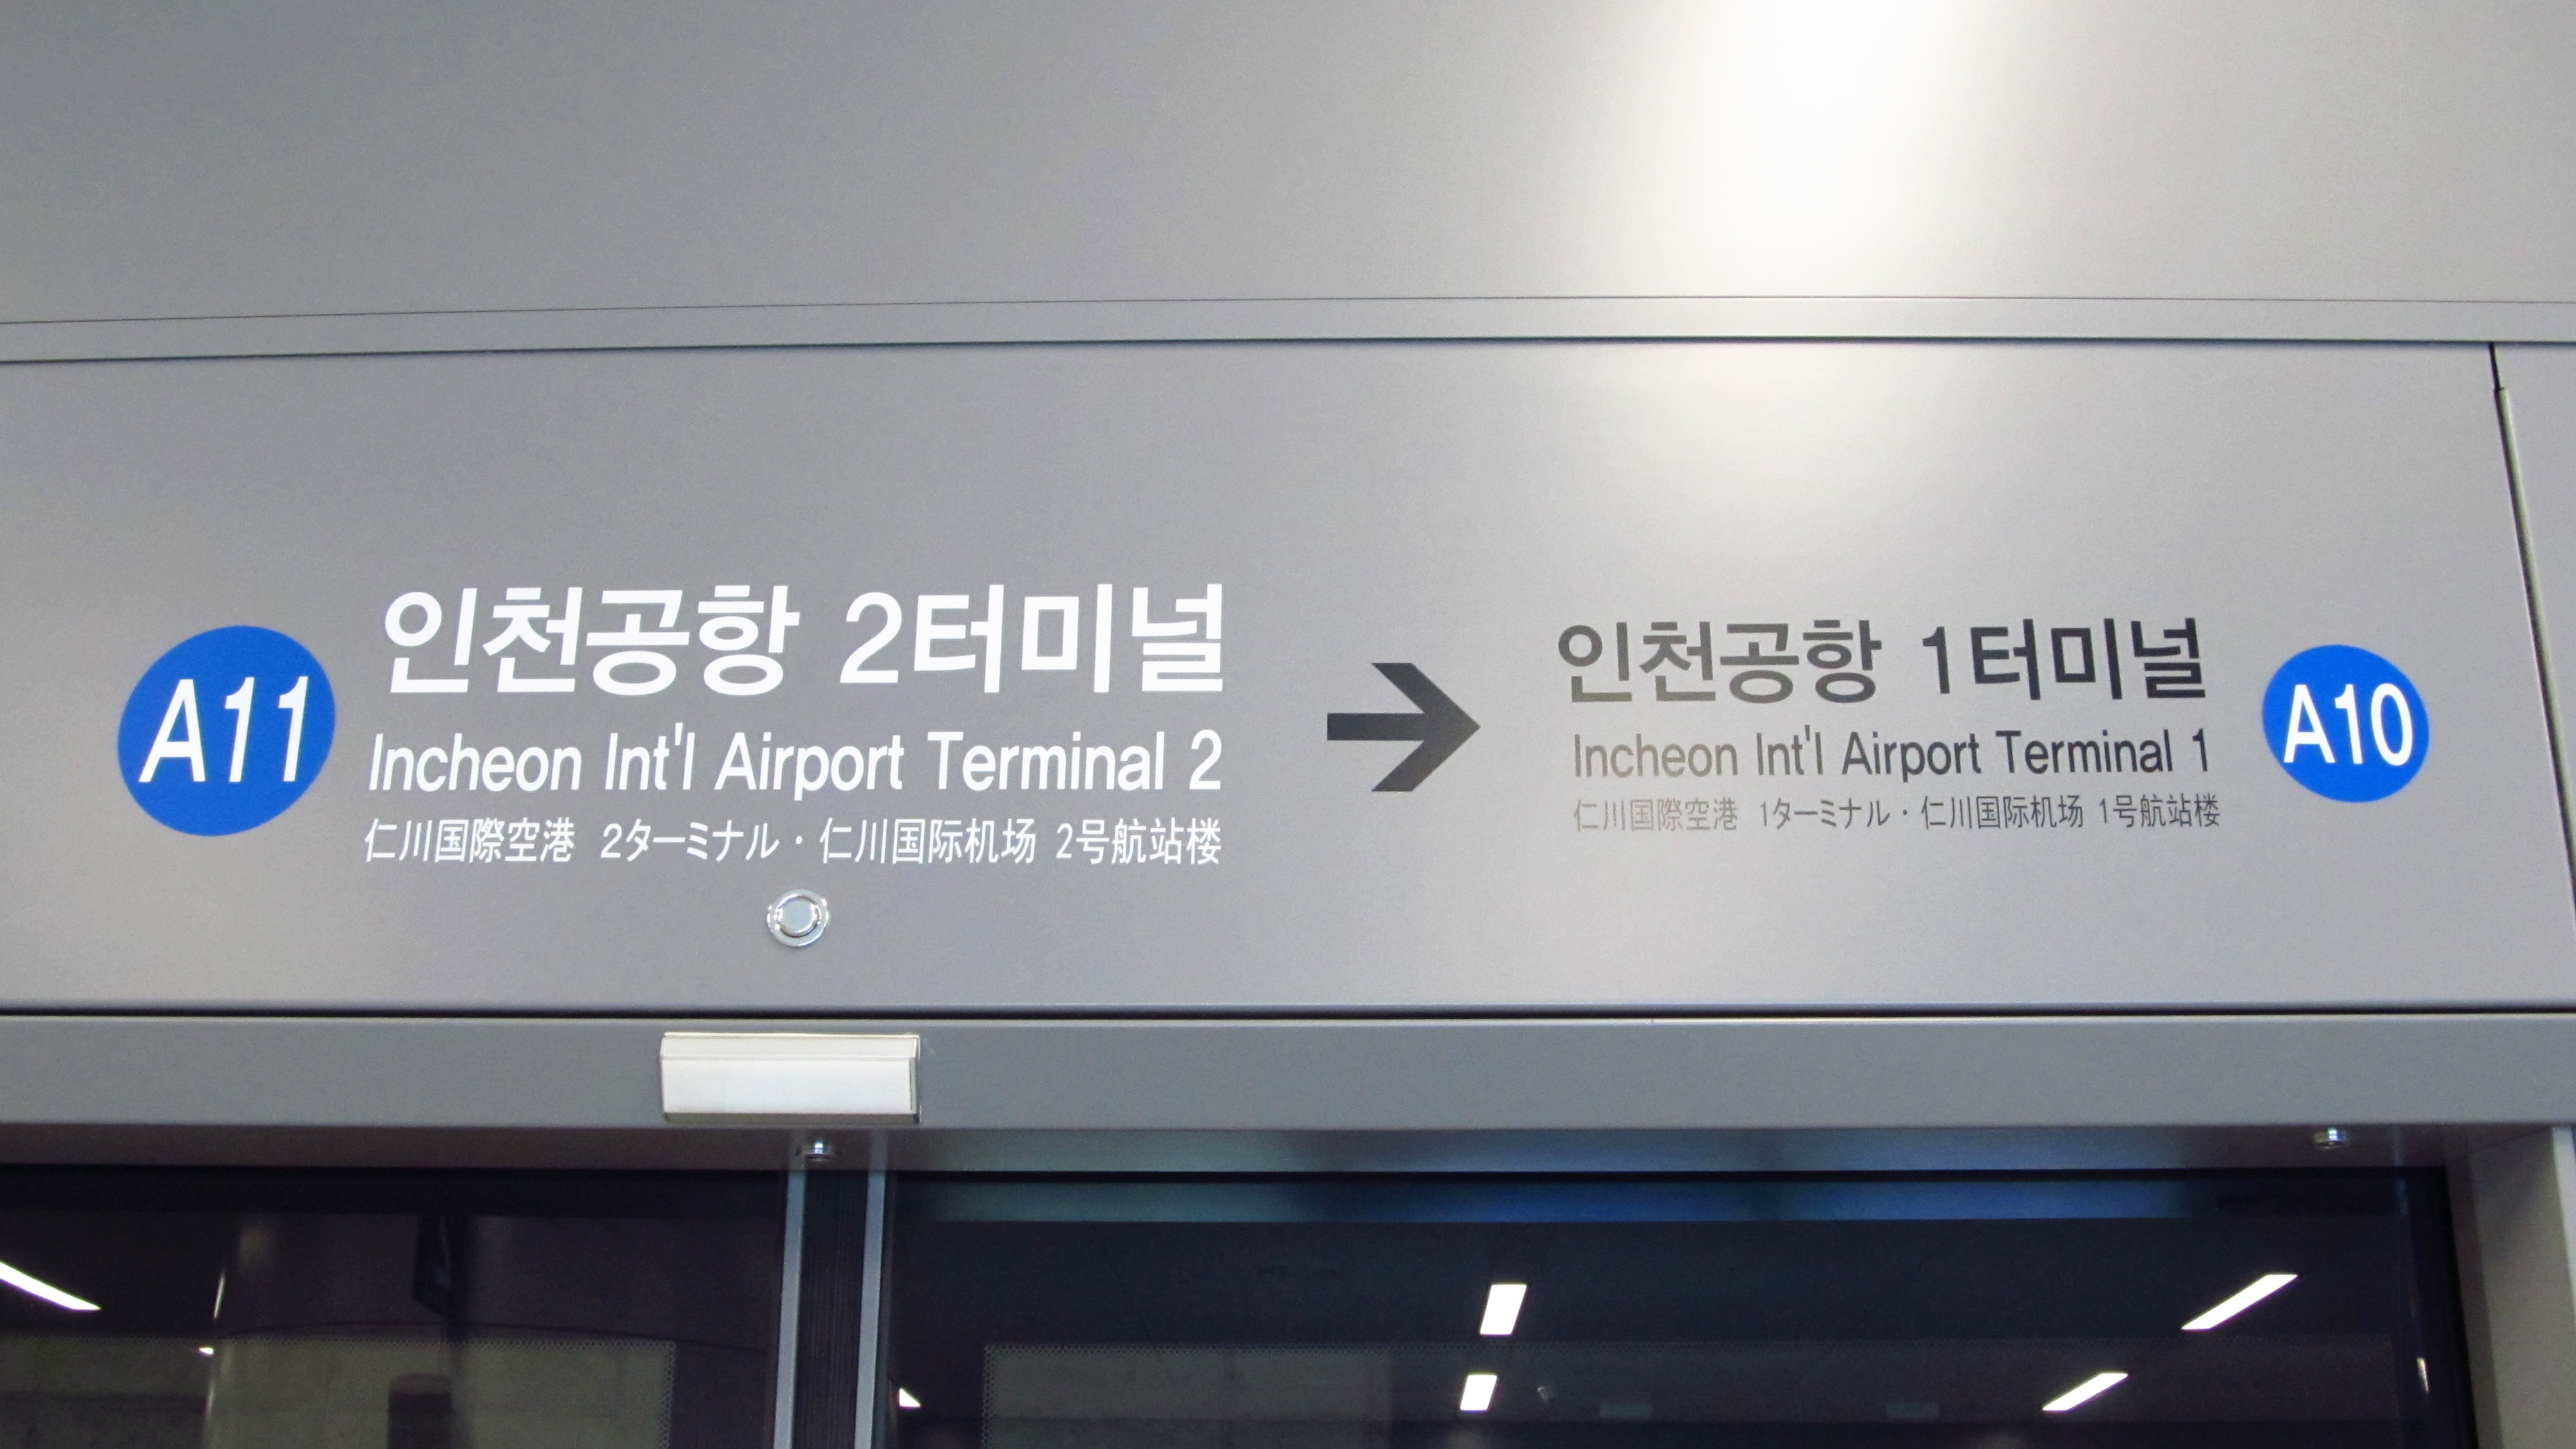 A11
인천공항 2터미널
Incheon Int'l Airport Terminal 2
仁川国際空港 2ターミナル · 仁川国际机场 2号航站楼
인천공항 1터미널
Incheon Int'l Airport Terminal 1
仁川国際空港 1ターミナル · 仁川国际机场 1号航站楼
A10